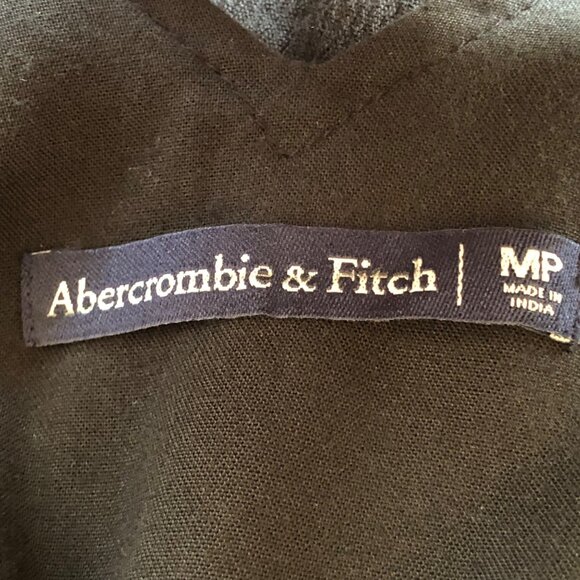 Abercrombie & Fitch | MP
MADE IN
INDIA